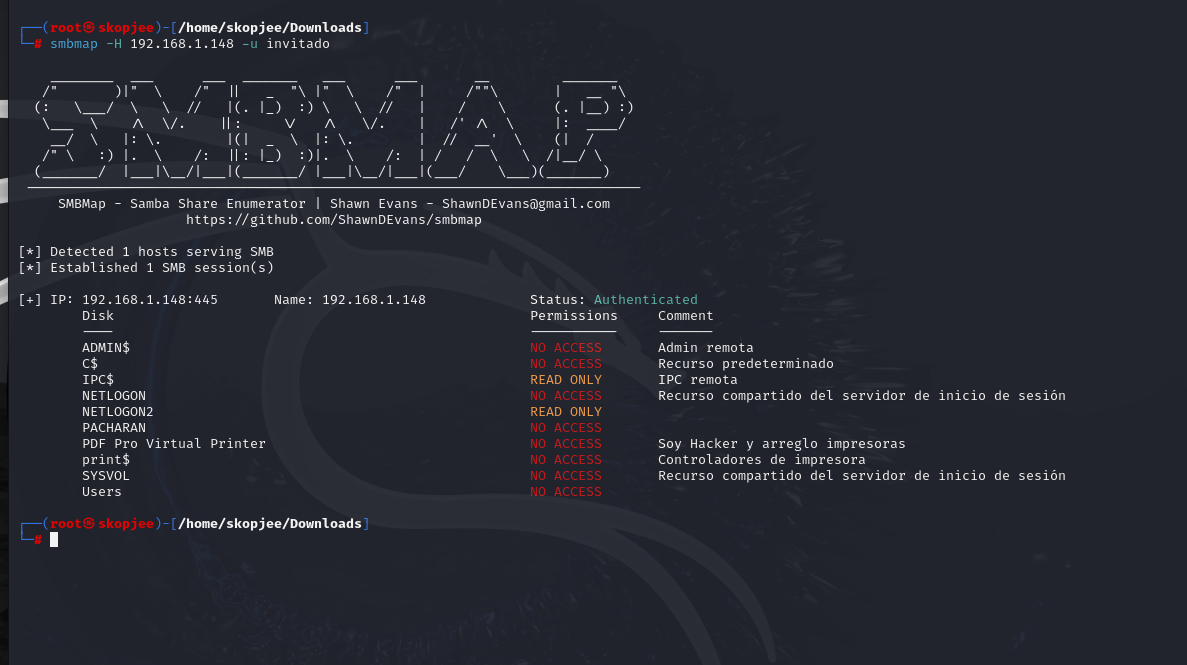 ┌──(root㉿skopjee)-[/home/skopjee/Downloads]
└─# smbmap -H 192.168.1.148 -u invitado
SMBMap - Samba Share Enumerator | Shawn Evans - ShawnDEvans@gmail.com
https://github.com/ShawnDEvans/smbmap
[*] Detected 1 hosts serving SMB
[*] Established 1 SMB session(s)
[+] IP: 192.168.1.148:445 Name: 192.168.1.148 Status: Authenticated
Disk Permissions Comment
---- ----------- -------
ADMIN$ NO ACCESS Admin remota
C$ NO ACCESS Recurso predeterminado
IPC$ READ ONLY IPC remota
NETLOGON NO ACCESS Recurso compartido del servidor de inicio de sesión
NETLOGON2 READ ONLY
PACHARAN NO ACCESS
PDF Pro Virtual Printer NO ACCESS Soy Hacker y arreglo impresoras
print$ NO ACCESS Controladores de impresora
SYSVOL NO ACCESS Recurso compartido del servidor de inicio de sesión
Users NO ACCESS
┌──(root㉿skopjee)-[/home/skopjee/Downloads]
└─#